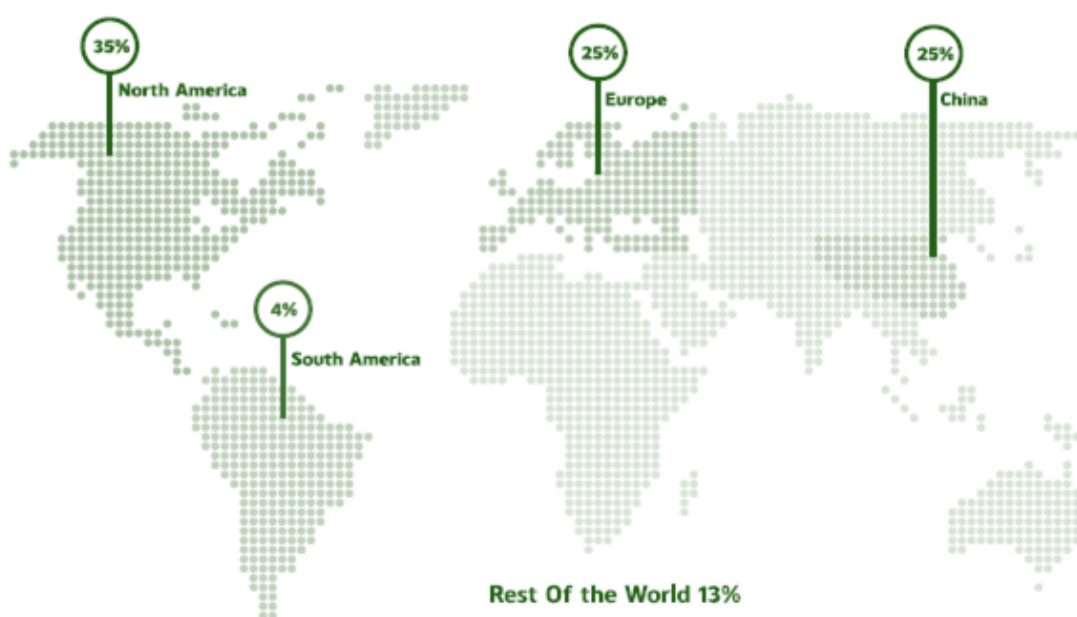 35%
North America
25%
Europe
25%
China
4%
South America
Rest Of the World 13%